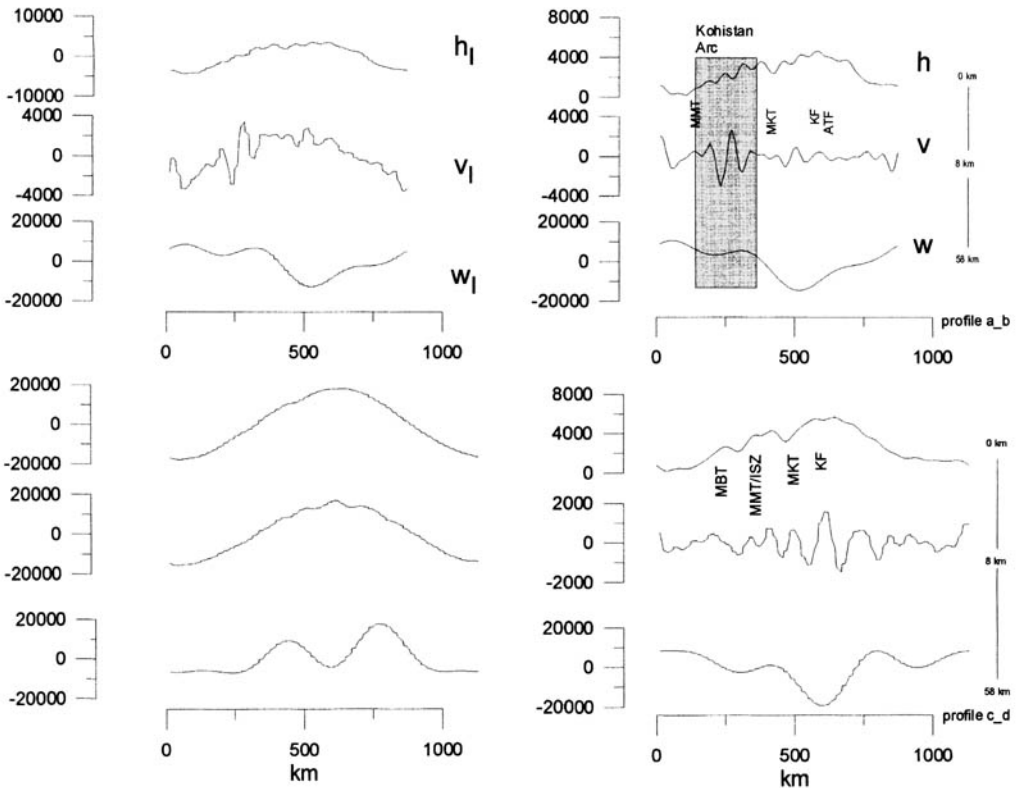 10000
0
-10000
h_l
4000
0
-4000
v_l
20000
0
-20000
w_l
0
500
1000
8000
4000
0
Kohistan
Arc
h
0 km
MMT
MKT
KF
ATF
4000
0
-4000
v
8 km
20000
0
-20000
w
58 km
profile a_b
0
500
1000
20000
0
-20000
20000
0
-20000
20000
0
-20000
0
500
1000
km
8000
4000
0
0 km
MBT
MMT/ISZ
MKT
KF
2000
0
-2000
8 km
20000
0
-20000
58 km
profile c_d
0
500
1000
km